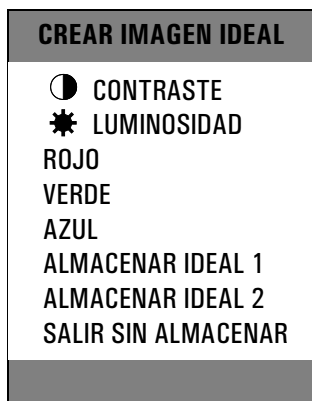 CREAR IMAGEN IDEAL
CONTRASTE
LUMINOSIDAD
ROJO
VERDE
AZUL
ALMACENAR IDEAL 1
ALMACENAR IDEAL 2
SALIR SIN ALMACENAR